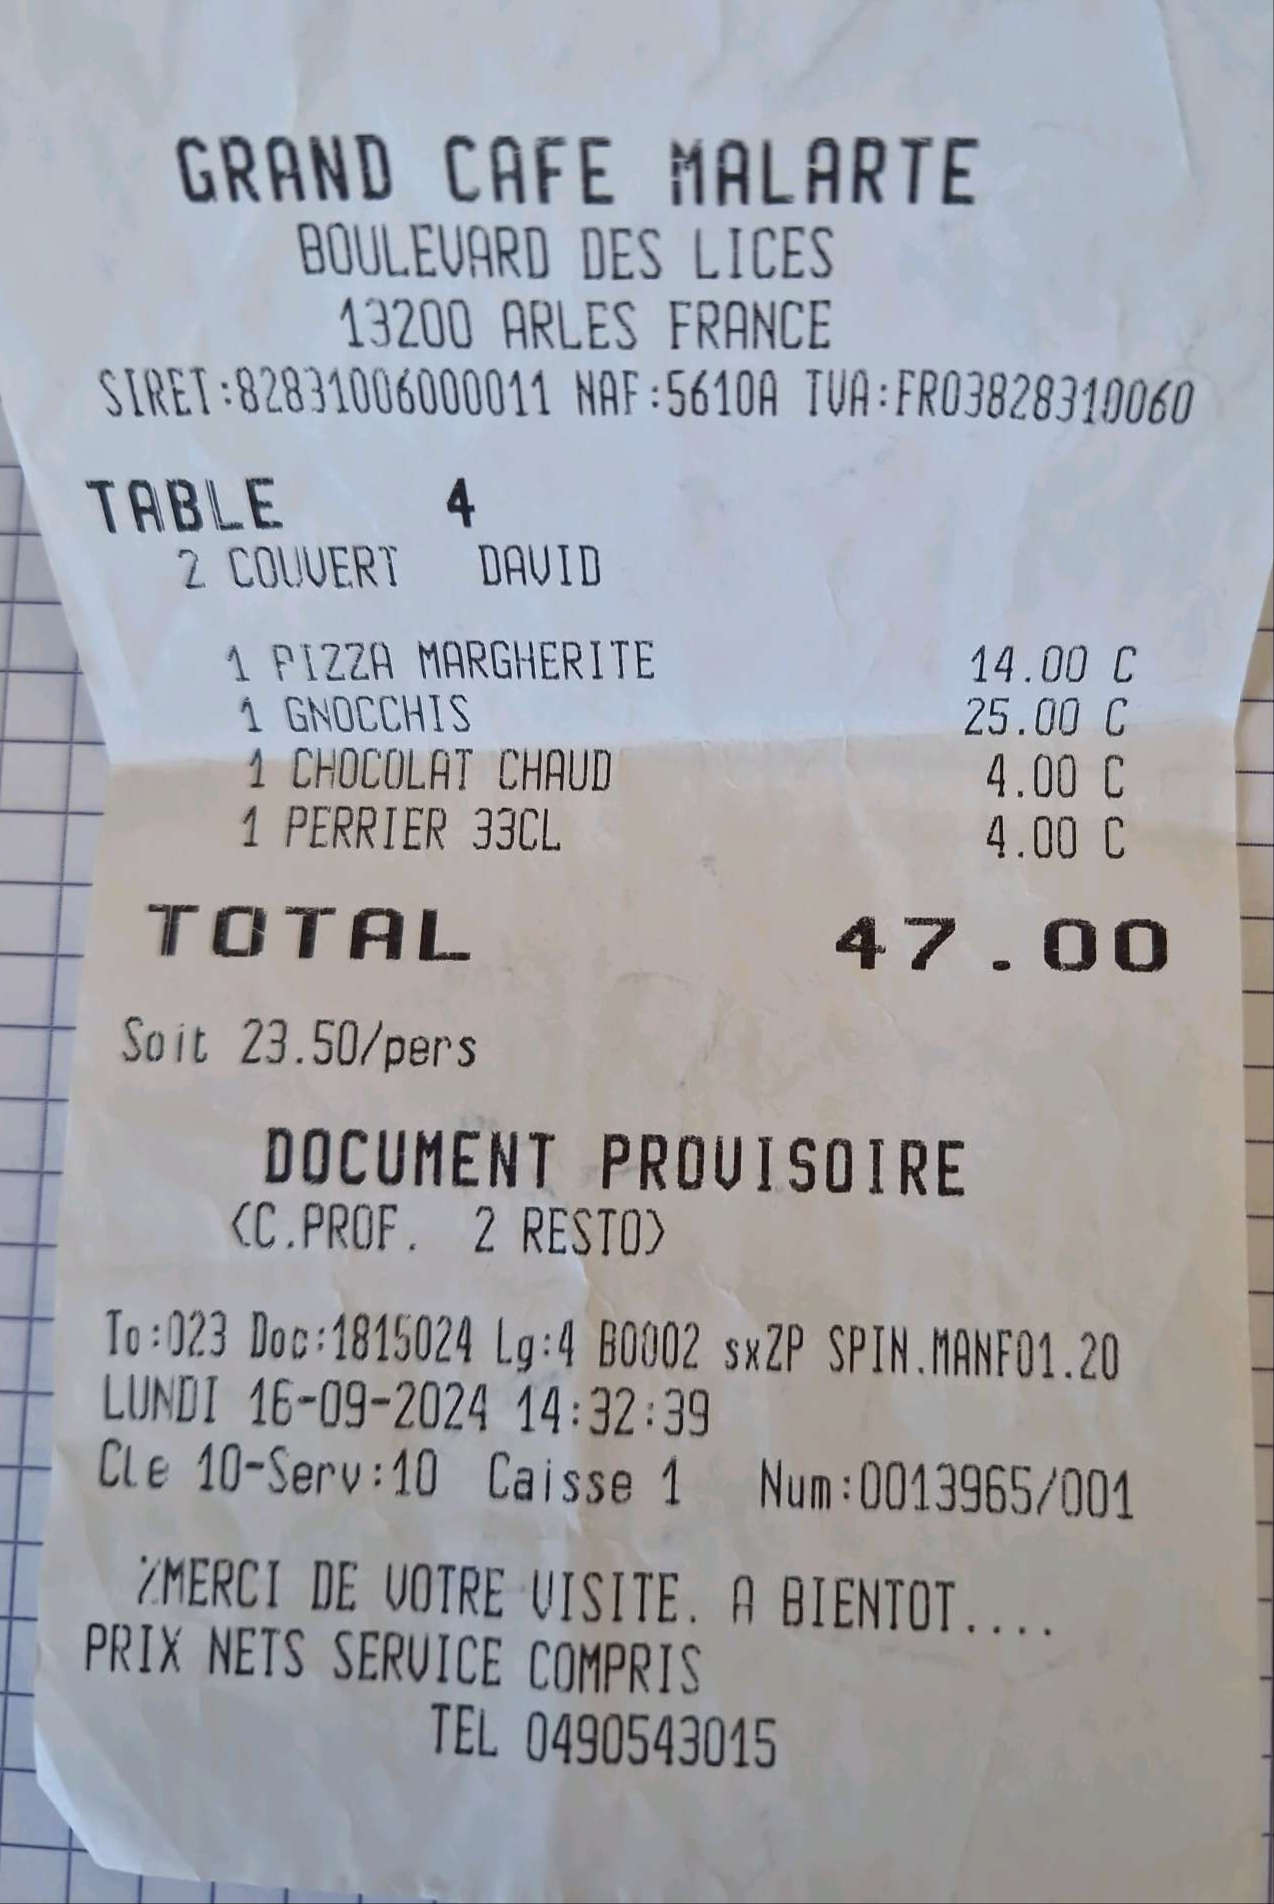 GRAND CAFE MALARTE
BOULEVARD DES LICES
13200 ARLES FRANCE
SIRET:82831006000011 NAF:5610A TVA:FR03828310060
TABLE 4
2 COUVERT DAVID
1 PIZZA MARGHERITE 14.00 C
1 GNOCCHIS 25.00 C
1 CHOCOLAT CHAUD 4.00 C
1 PERRIER 33CL 4.00 C
TOTAL 47.00
Soit 23.50/pers
DOCUMENT PROVISOIRE
<C.PROF. 2 RESTO>
To:023 Doc:1815024 Lg:4 B0002 sxZP SPIN.MANF01.20
LUNDI 16-09-2024 14:32:39
Cle 10-Serv:10 Caisse 1 Num:0013965/001
%MERCI DE VOTRE VISITE. A BIENTOT....
PRIX NETS SERVICE COMPRIS
TEL 0490543015